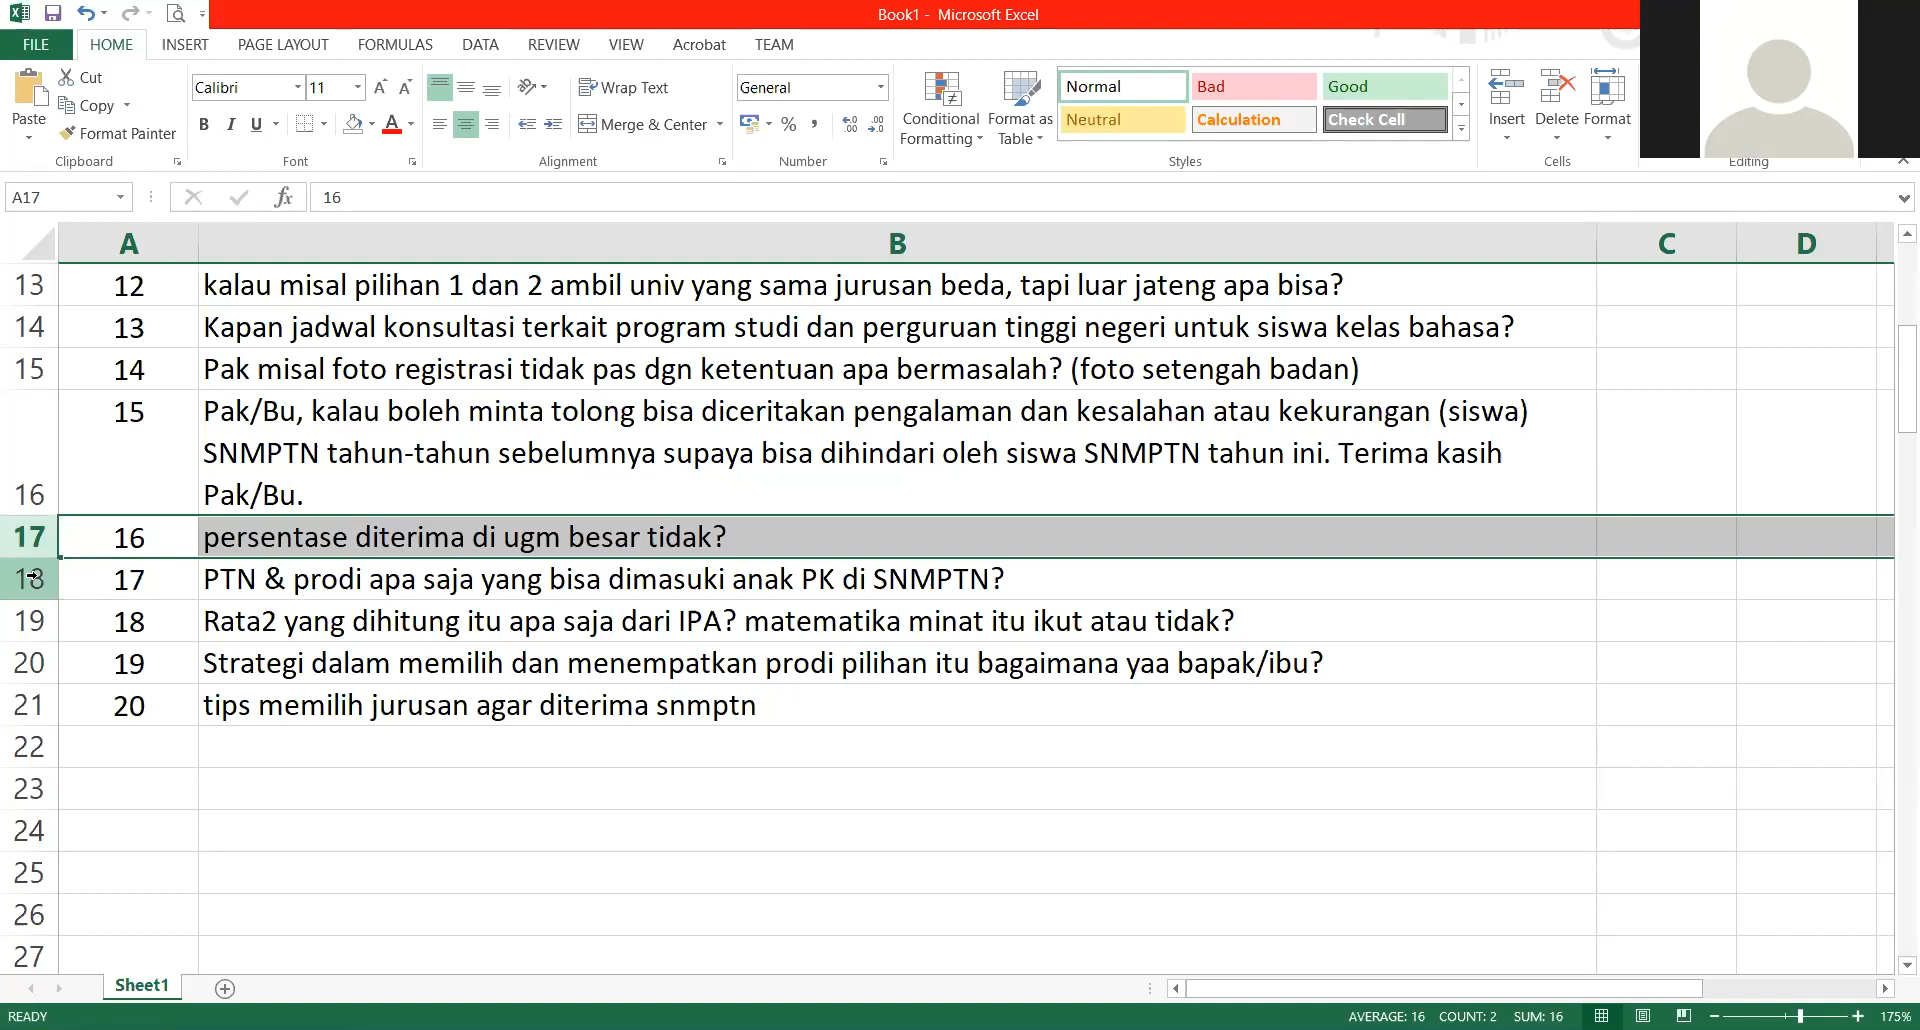 Book1 - Microsoft Excel
FILE HOME INSERT PAGE LAYOUT FORMULAS DATA REVIEW VIEW Acrobat TEAM
Paste
Cut
Copy
Format Painter
Clipboard
Calibri 11
B I U A
Font
Wrap Text
Merge & Center
Alignment
General
%
Number
Conditional Formatting
Format as Table
Normal Bad Good
Neutral Calculation Check Cell
Styles
Insert Delete Format
Cells
Editing
A17 fx 16
A B C D
13 12 kalau misal pilihan 1 dan 2 ambil univ yang sama jurusan beda, tapi luar jateng apa bisa?
14 13 Kapan jadwal konsultasi terkait program studi dan perguruan tinggi negeri untuk siswa kelas bahasa?
15 14 Pak misal foto registrasi tidak pas dgn ketentuan apa bermasalah? (foto setengah badan)
15 Pak/Bu, kalau boleh minta tolong bisa diceritakan pengalaman dan kesalahan atau kekurangan (siswa)
SNMPTN tahun-tahun sebelumnya supaya bisa dihindari oleh siswa SNMPTN tahun ini. Terima kasih
16 Pak/Bu.
17 16 persentase diterima di ugm besar tidak?
18 17 PTN & prodi apa saja yang bisa dimasuki anak PK di SNMPTN?
19 18 Rata2 yang dihitung itu apa saja dari IPA? matematika minat itu ikut atau tidak?
20 19 Strategi dalam memilih dan menempatkan prodi pilihan itu bagaimana yaa bapak/ibu?
21 20 tips memilih jurusan agar diterima snmptn
22
23
24
25
26
27
Sheet1
READY AVERAGE: 16 COUNT: 2 SUM: 16 175%